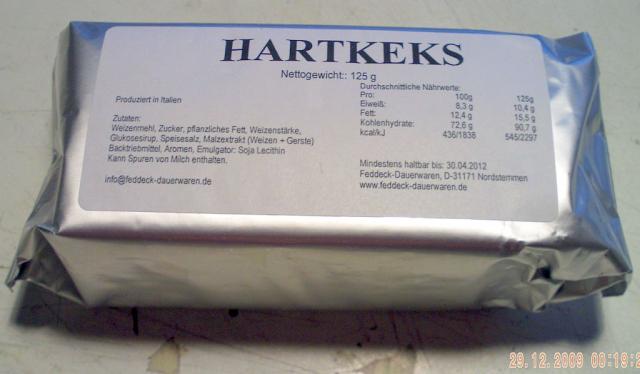 HARTKEKS
Nettogewicht:: 125 g
Produziert in Italien
Zutaten:
Weizenmehl, Zucker, pflanzliches Fett, Weizenstärke,
Glukosesirup, Speisesalz, Malzextrakt (Weizen + Gerste)
Backtriebmittel, Aromen, Emulgator: Soja Lecithin
Kann Spuren von Milch enthalten.
info@feddeck-dauerwaren.de
Durchschnittliche Nährwerte:
Pro: 100g 125g
Eiweiß: 8,3 g 10,4 g
Fett: 12,4 g 15,5 g
Kohlenhydrate: 72,6 g 90,7 g
kcal/kJ 436/1838 545/2297
Mindestens haltbar bis: 30.04.2012
Feddeck-Dauerwaren, D-31171 Nordstemmen
www.feddeck-dauerwaren.de
29.12.2009 00:19:2